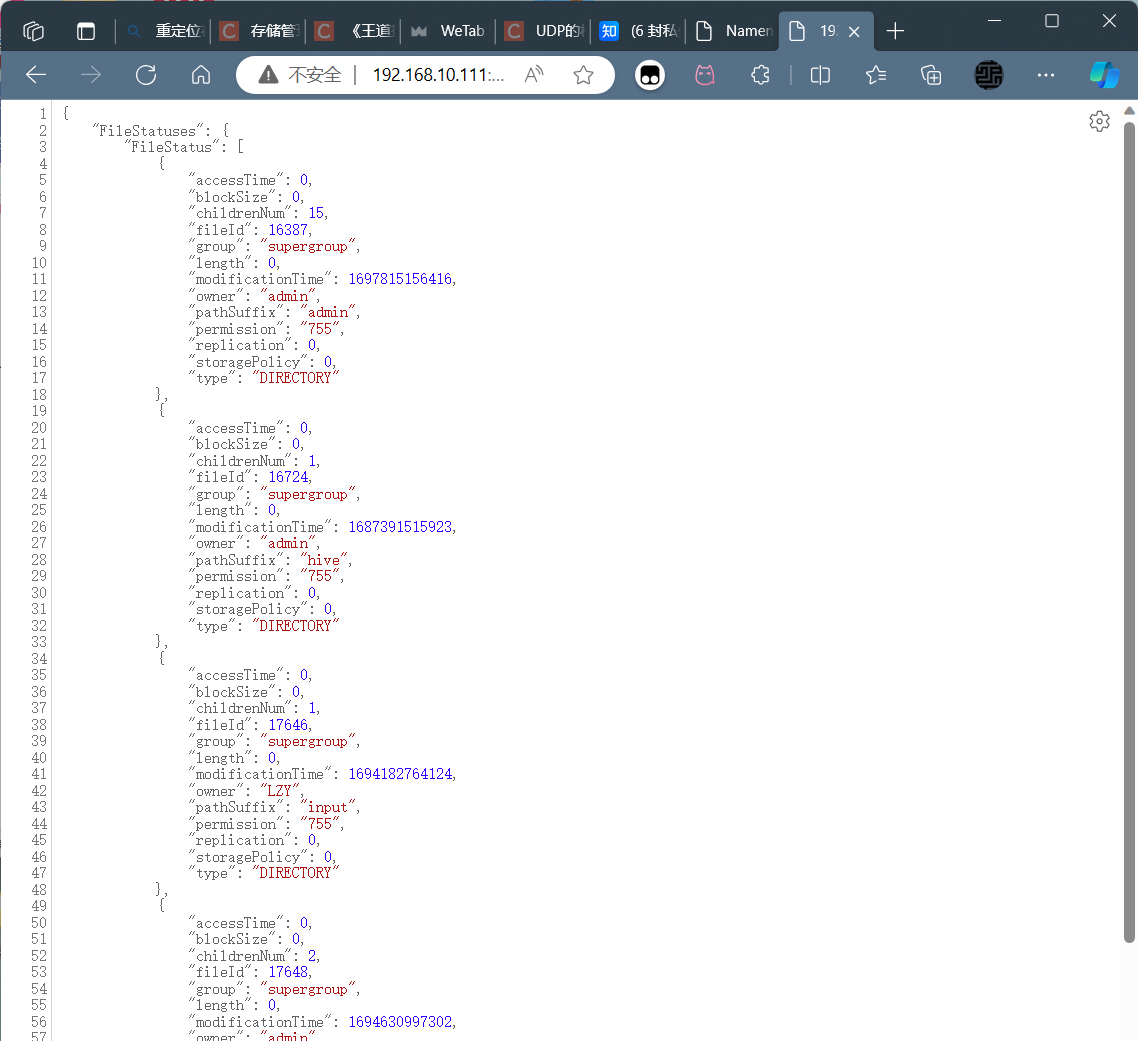 重定位
存储管
《王道
WeTab
UDP的
知
(6 封私
Namen
19
不安全
192.168.10.111:...
1 {
2 "FileStatuses": {
3 "FileStatus": [
4 {
5 "accessTime": 0,
6 "blockSize": 0,
7 "childrenNum": 15,
8 "fileId": 16387,
9 "group": "supergroup",
10 "length": 0,
11 "modificationTime": 1697815156416,
12 "owner": "admin",
13 "pathSuffix": "admin",
14 "permission": "755",
15 "replication": 0,
16 "storagePolicy": 0,
17 "type": "DIRECTORY"
18 },
19 {
20 "accessTime": 0,
21 "blockSize": 0,
22 "childrenNum": 1,
23 "fileId": 16724,
24 "group": "supergroup",
25 "length": 0,
26 "modificationTime": 1687391515923,
27 "owner": "admin",
28 "pathSuffix": "hive",
29 "permission": "755",
30 "replication": 0,
31 "storagePolicy": 0,
32 "type": "DIRECTORY"
33 },
34 {
35 "accessTime": 0,
36 "blockSize": 0,
37 "childrenNum": 1,
38 "fileId": 17646,
39 "group": "supergroup",
40 "length": 0,
41 "modificationTime": 1694182764124,
42 "owner": "LZY",
43 "pathSuffix": "input",
44 "permission": "755",
45 "replication": 0,
46 "storagePolicy": 0,
47 "type": "DIRECTORY"
48 },
49 {
50 "accessTime": 0,
51 "blockSize": 0,
52 "childrenNum": 2,
53 "fileId": 17648,
54 "group": "supergroup",
55 "length": 0,
56 "modificationTime": 1694630997302,
57 "owner": "admin"